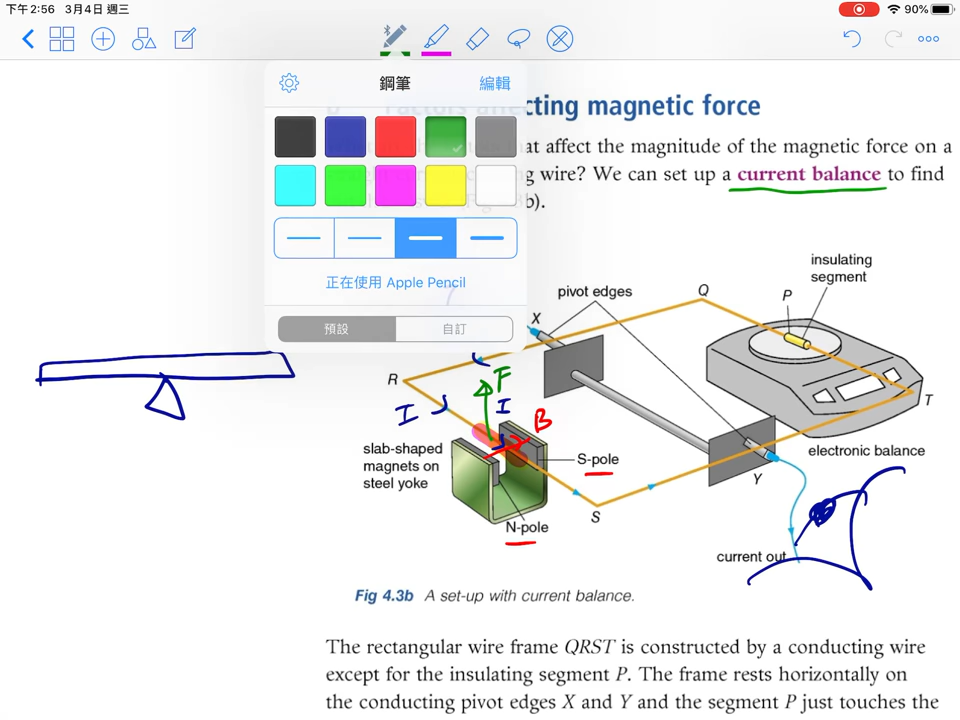 下午2:56 3月4日 週三
90%
鋼筆
編輯
正在使用 Apple Pencil
預設
自訂
Factors affecting magnetic force
at affect the magnitude of the magnetic force on a
g wire? We can set up a current balance to find
b).
insulating
segment
pivot edges
Q
P
X
R
F
I
I
B
T
slab-shaped
magnets on
steel yoke
S-pole
electronic balance
Y
S
N-pole
current out
Fig 4.3b A set-up with current balance.
The rectangular wire frame QRST is constructed by a conducting wire
except for the insulating segment P. The frame rests horizontally on
the conducting pivot edges X and Y and the segment P just touches the